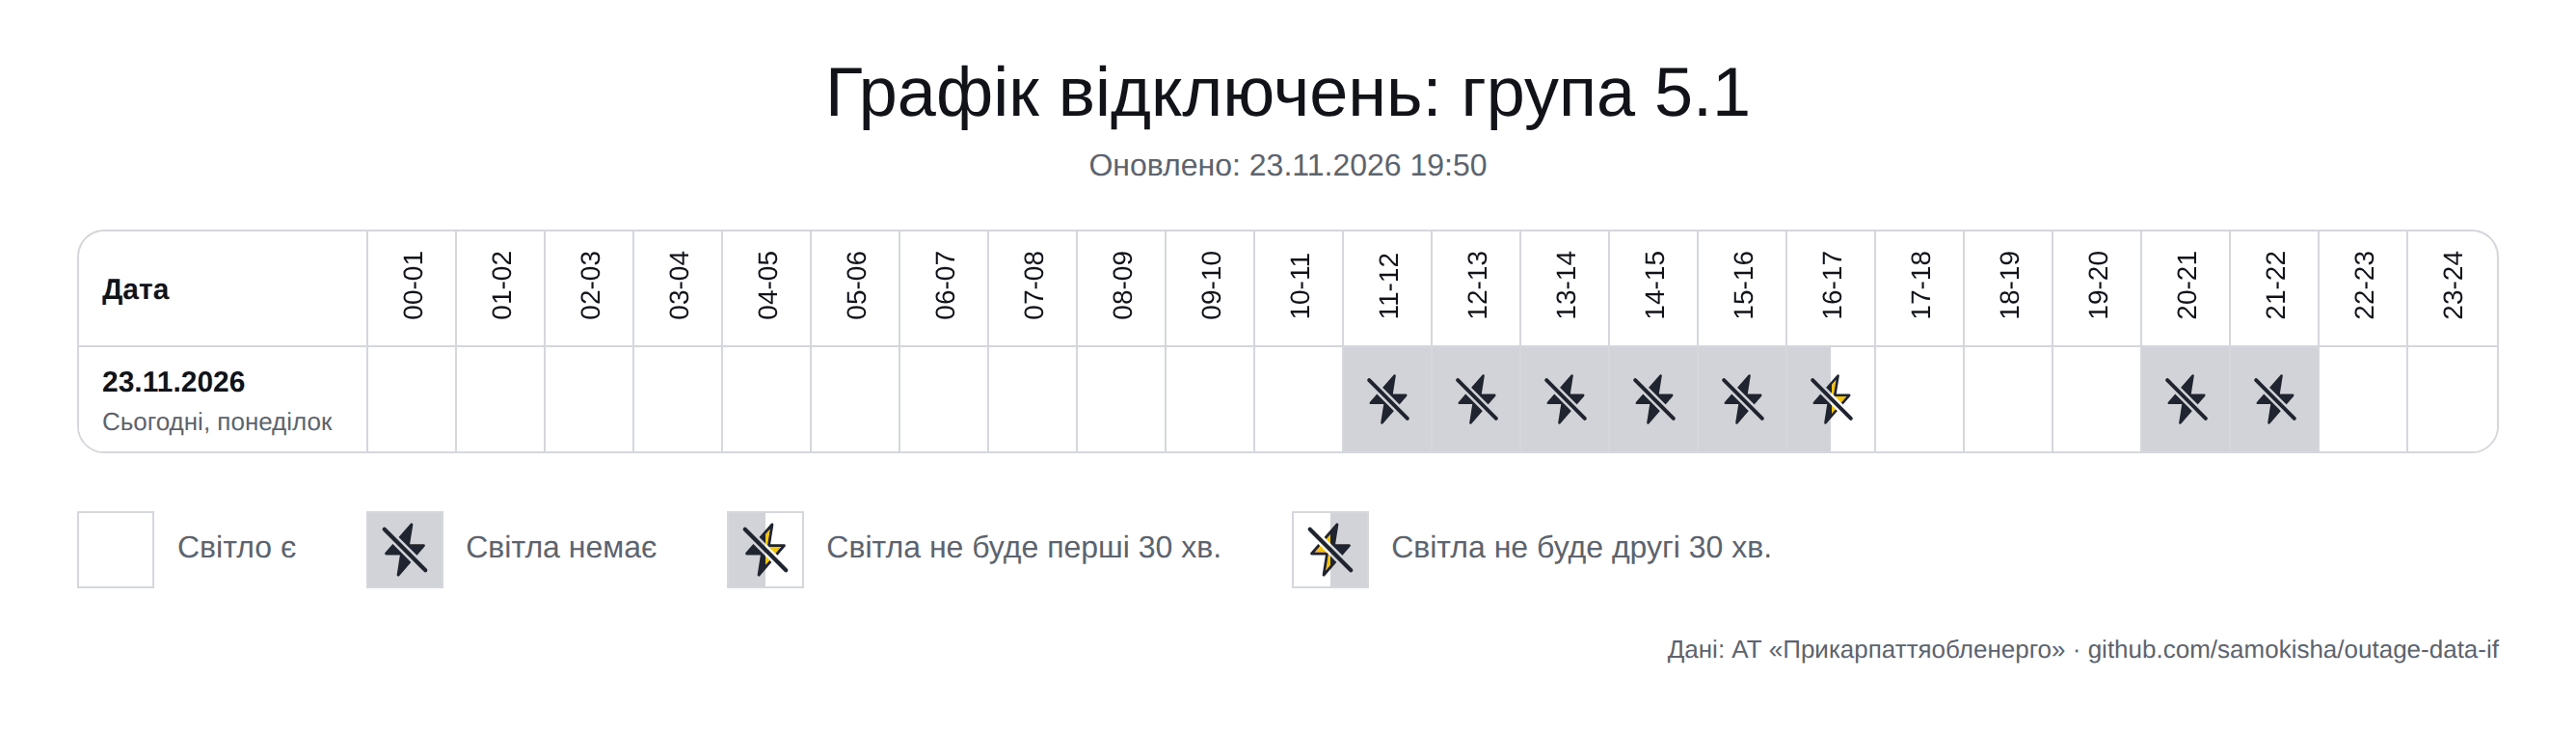 Графік відключень: група 5.1
Оновлено: 23.11.2026 19:50
Дата 00-01 01-02 02-03 03-04 04-05 05-06 06-07 07-08 08-09 09-10 10-11 11-12 12-13 13-14 14-15 15-16 16-17 17-18 18-19 19-20 20-21 21-22 22-23 23-24
23.11.2026
Сьогодні, понеділок
Світло є Світла немає Світла не буде перші 30 хв. Світла не буде другі 30 хв.
Дані: АТ «Прикарпаттяобленерго» · github.com/samokisha/outage-data-if